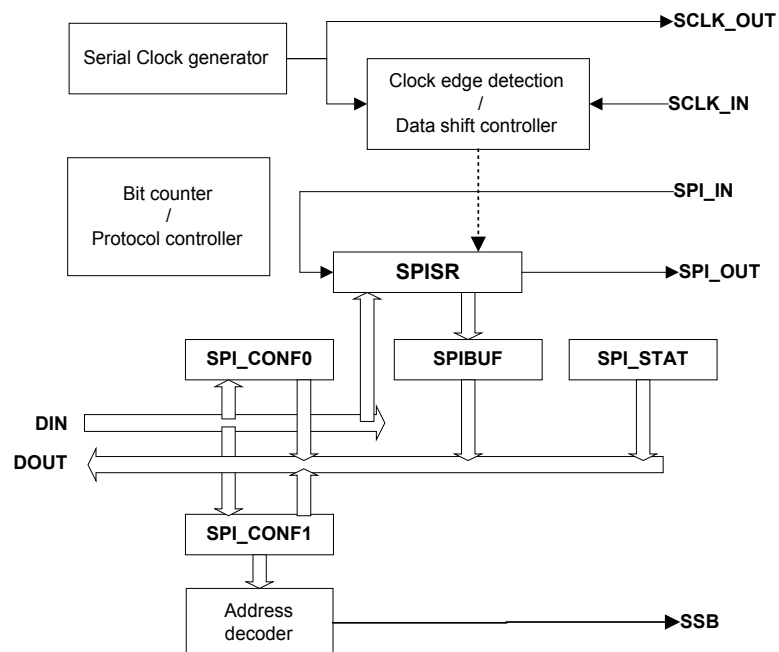 SCLK_OUT
Serial Clock generator
Clock edge detection
/
Data shift controller
SCLK_IN
Bit counter
/
Protocol controller
SPI_IN
SPISR
SPI_OUT
SPI_CONF0
SPIBUF
SPI_STAT
DIN
DOUT
SPI_CONF1
Address
decoder
SSB